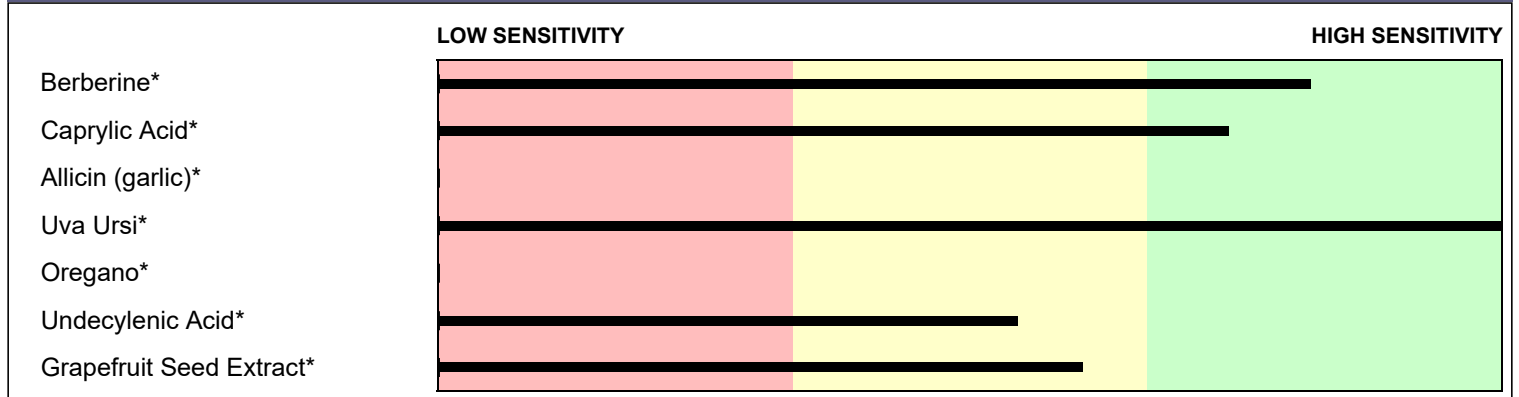 LOW SENSITIVITY HIGH SENSITIVITY
Berberine*
Caprylic Acid*
Allicin (garlic)*
Uva Ursi*
Oregano*
Undecylenic Acid*
Grapefruit Seed Extract*